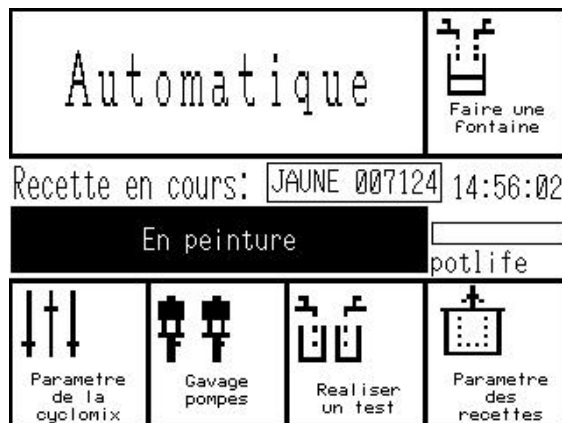 Automatique
Faire une
fontaine
Recette en cours: JAUNE 007124 14:56:02
En peinture
potlife
Parametre
de la
cyclomix
Gavage
pompes
Realiser
un test
Parametre
des
recettes